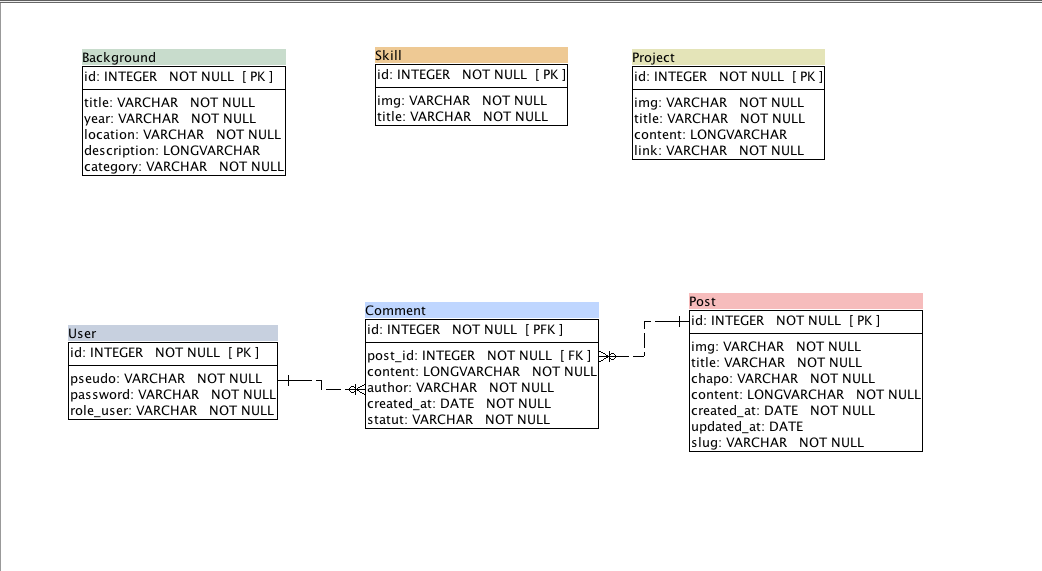 Background
id: INTEGER NOT NULL [ PK ]
title: VARCHAR NOT NULL
year: VARCHAR NOT NULL
location: VARCHAR NOT NULL
description: LONGVARCHAR
category: VARCHAR NOT NULL
Skill
id: INTEGER NOT NULL [ PK ]
img: VARCHAR NOT NULL
title: VARCHAR NOT NULL
Project
id: INTEGER NOT NULL [ PK ]
img: VARCHAR NOT NULL
title: VARCHAR NOT NULL
content: LONGVARCHAR
link: VARCHAR NOT NULL
User
id: INTEGER NOT NULL [ PK ]
pseudo: VARCHAR NOT NULL
password: VARCHAR NOT NULL
role_user: VARCHAR NOT NULL
Comment
id: INTEGER NOT NULL [ PFK ]
post_id: INTEGER NOT NULL [ FK ]
content: LONGVARCHAR NOT NULL
author: VARCHAR NOT NULL
created_at: DATE NOT NULL
statut: VARCHAR NOT NULL
Post
id: INTEGER NOT NULL [ PK ]
img: VARCHAR NOT NULL
title: VARCHAR NOT NULL
chapo: VARCHAR NOT NULL
content: LONGVARCHAR NOT NULL
created_at: DATE NOT NULL
updated_at: DATE
slug: VARCHAR NOT NULL